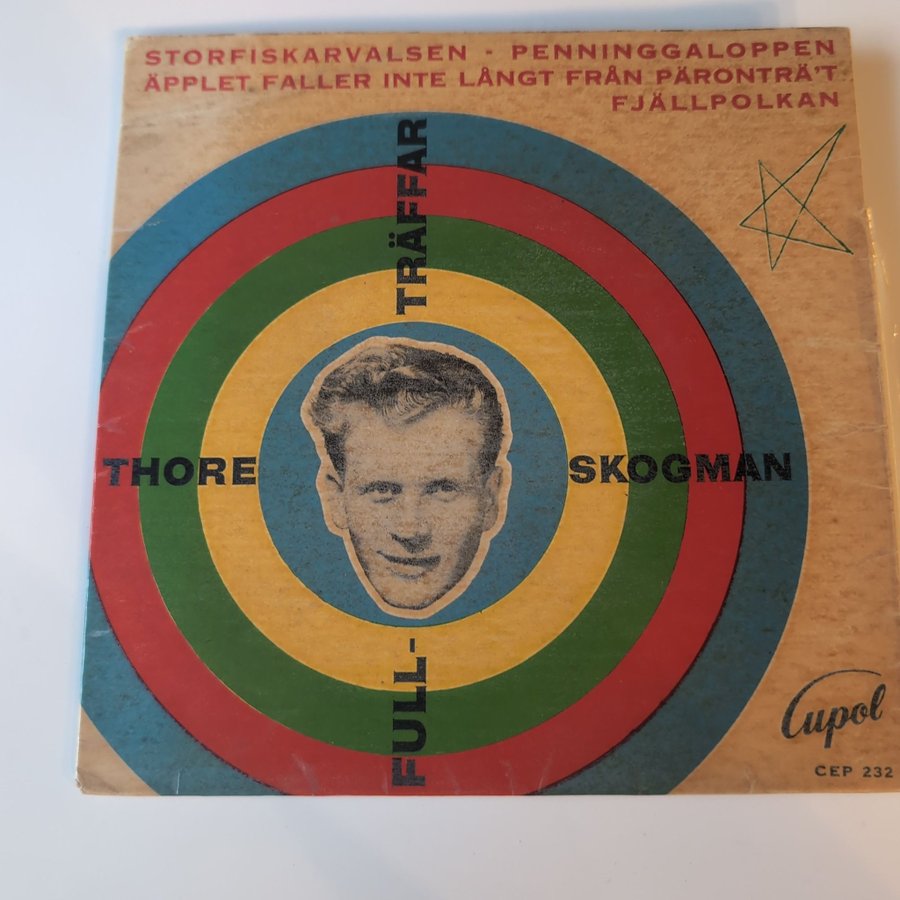 STORFISKARVALSEN - PENNINGGALOPPEN
ÄPPLET FALLER INTE LÅNGT FRÅN PÄRONTRÄ'T
FJÄLLPOLKAN
FULL-
TRÄFFAR
THORE
SKOGMAN
Cupol
CEP 232